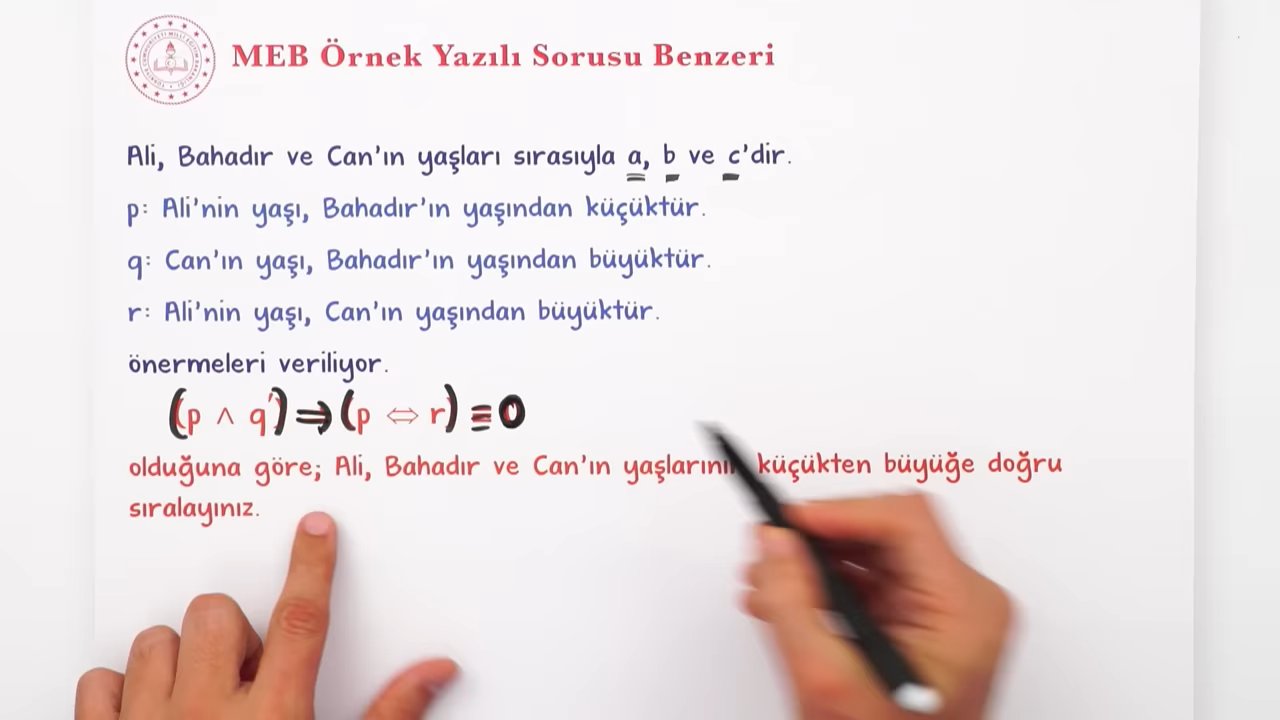 MEB Örnek Yazılı Sorusu Benzeri
Ali, Bahadır ve Can'ın yaşları sırasıyla a, b ve c'dir.
p: Ali'nin yaşı, Bahadır'ın yaşından küçüktür.
q: Can'ın yaşı, Bahadır'ın yaşından büyüktür.
r: Ali'nin yaşı, Can'ın yaşından büyüktür.
önermeleri veriliyor.
(p ∧ q') ⇒ (p ⇔ r) ≡ 0
olduğuna göre; Ali, Bahadır ve Can'ın yaşlarının küçükten büyüğe doğru
sıralayınız.